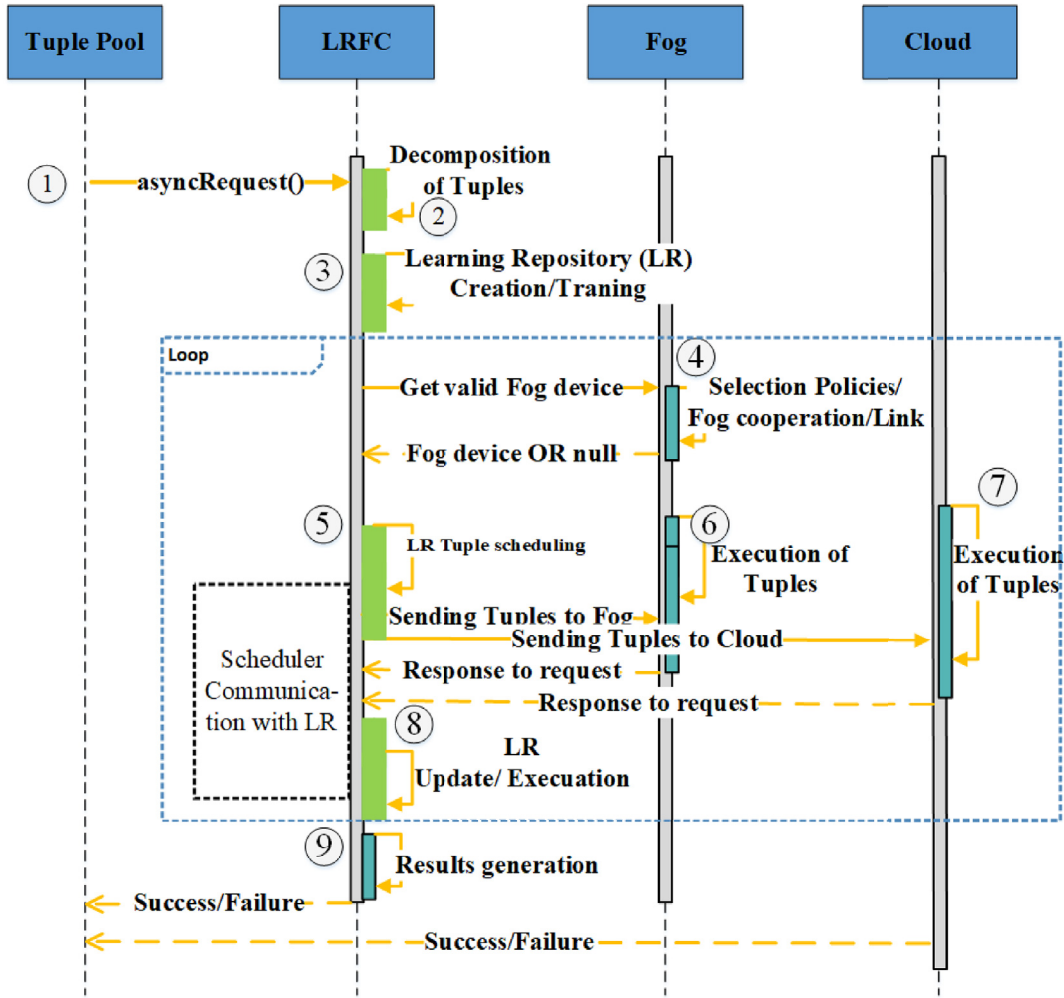 Tuple Pool
LRFC
Fog
Cloud
1
asyncRequest()
Decomposition
of Tuples
2
3
Learning Repository (LR)
Creation/Traning
Loop
4
Get valid Fog device
Selection Policies/
Fog cooperation/Link
Fog device OR null
5
LR Tuple scheduling
6
Execution of
Tuples
7
Execution
of Tuples
Sending Tuples to Fog
Sending Tuples to Cloud
Scheduler
Communica-
tion with LR
Response to request
Response to request
8
LR
Update/ Execuation
9
Results generation
Success/Failure
Success/Failure